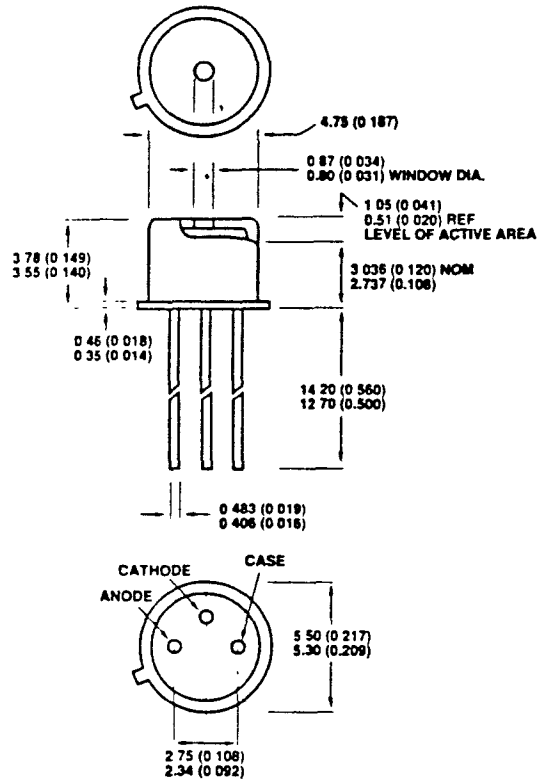 4.75 (0 187)
0 87 (0 034)
0.80 (0 031) WINDOW DIA.
1 05 (0 041)
0.51 (0 020) REF
LEVEL OF ACTIVE AREA
3 78 (0 149)
3 55 (0 140)
3 036 (0 120) NOM
2.737 (0.108)
0 46 (0 018)
0 35 (0 014)
14 20 (0 560)
12 70 (0.500)
0 483 (0 019)
0 406 (0 016)
CASE
CATHODE
ANODE
5 50 (0 217)
5.30 (0.209)
2 75 (0 108)
2.34 (0 092)